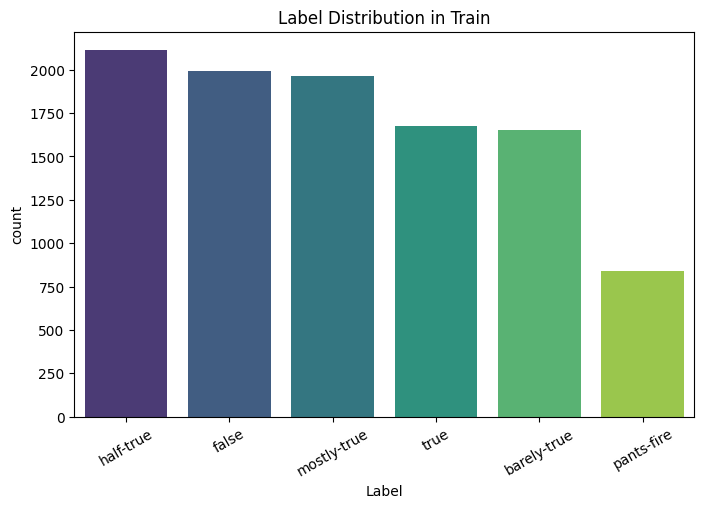 Label Distribution in Train
count
2000
1750
1500
1250
1000
750
500
250
0
half-true
false
mostly-true
true
barely-true
pants-fire
Label